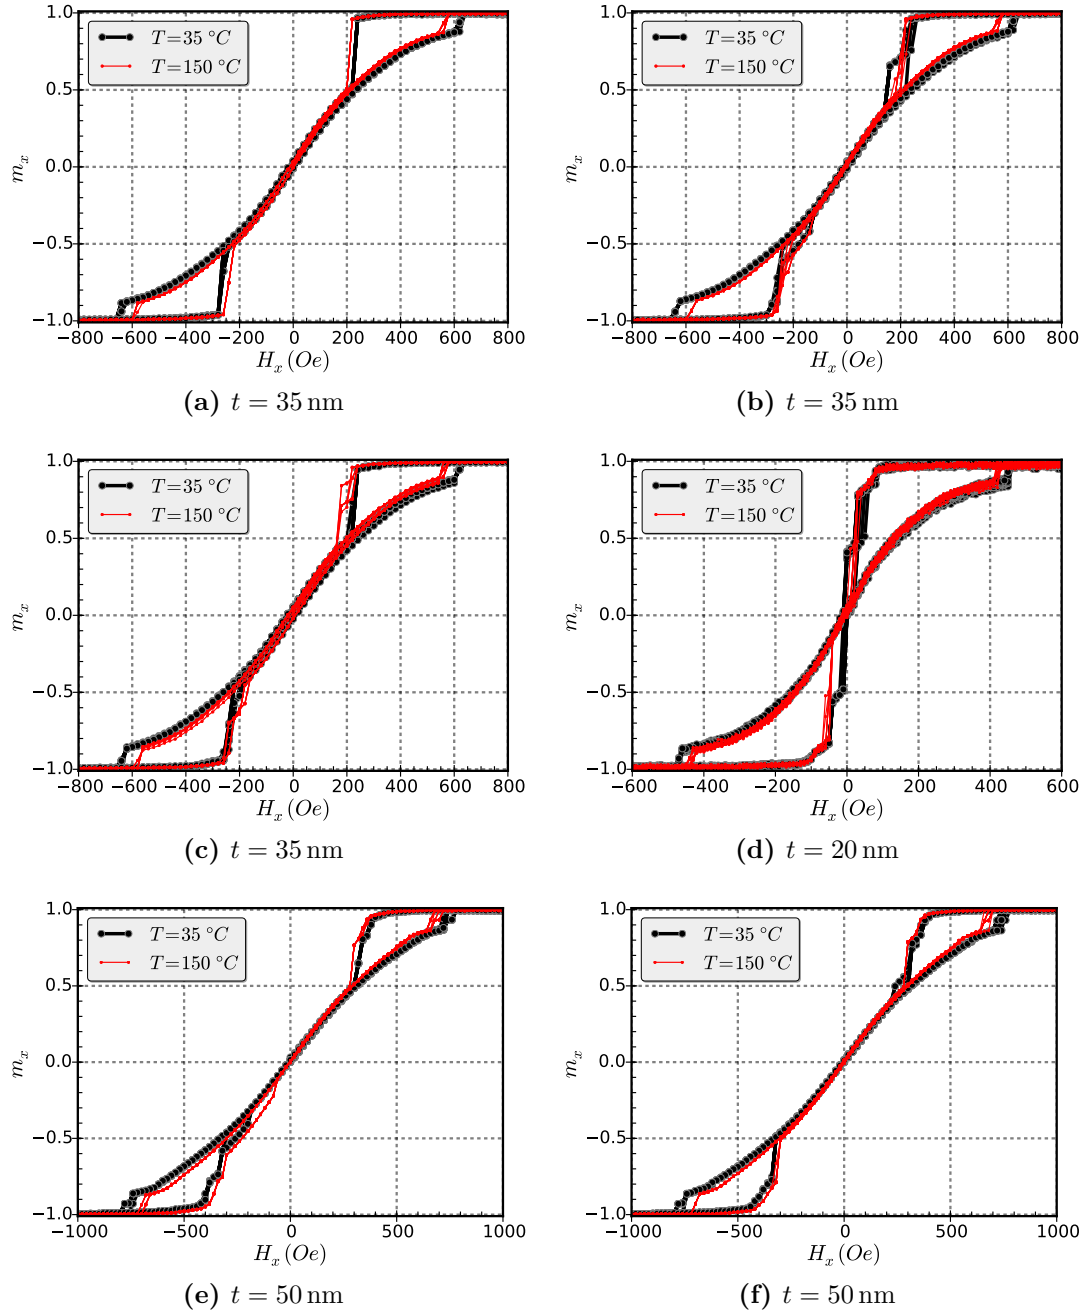 1.0
0.5
0.0
−0.5
−1.0
m_x
T=35 °C
T=150 °C
−800 −600 −400 −200 0 200 400 600 800
H_x (Oe)
(a) t = 35 nm
1.0
0.5
0.0
−0.5
−1.0
m_x
T=35 °C
T=150 °C
−800 −600 −400 −200 0 200 400 600 800
H_x (Oe)
(b) t = 35 nm
1.0
0.5
0.0
−0.5
−1.0
m_x
T=35 °C
T=150 °C
−800 −600 −400 −200 0 200 400 600 800
H_x (Oe)
(c) t = 35 nm
1.0
0.5
0.0
−0.5
−1.0
m_x
T=35 °C
T=150 °C
−600 −400 −200 0 200 400 600
H_x (Oe)
(d) t = 20 nm
1.0
0.5
0.0
−0.5
−1.0
m_x
T=35 °C
T=150 °C
−1000 −500 0 500 1000
H_x (Oe)
(e) t = 50 nm
1.0
0.5
0.0
−0.5
−1.0
m_x
T=35 °C
T=150 °C
−1000 −500 0 500 1000
H_x (Oe)
(f) t = 50 nm